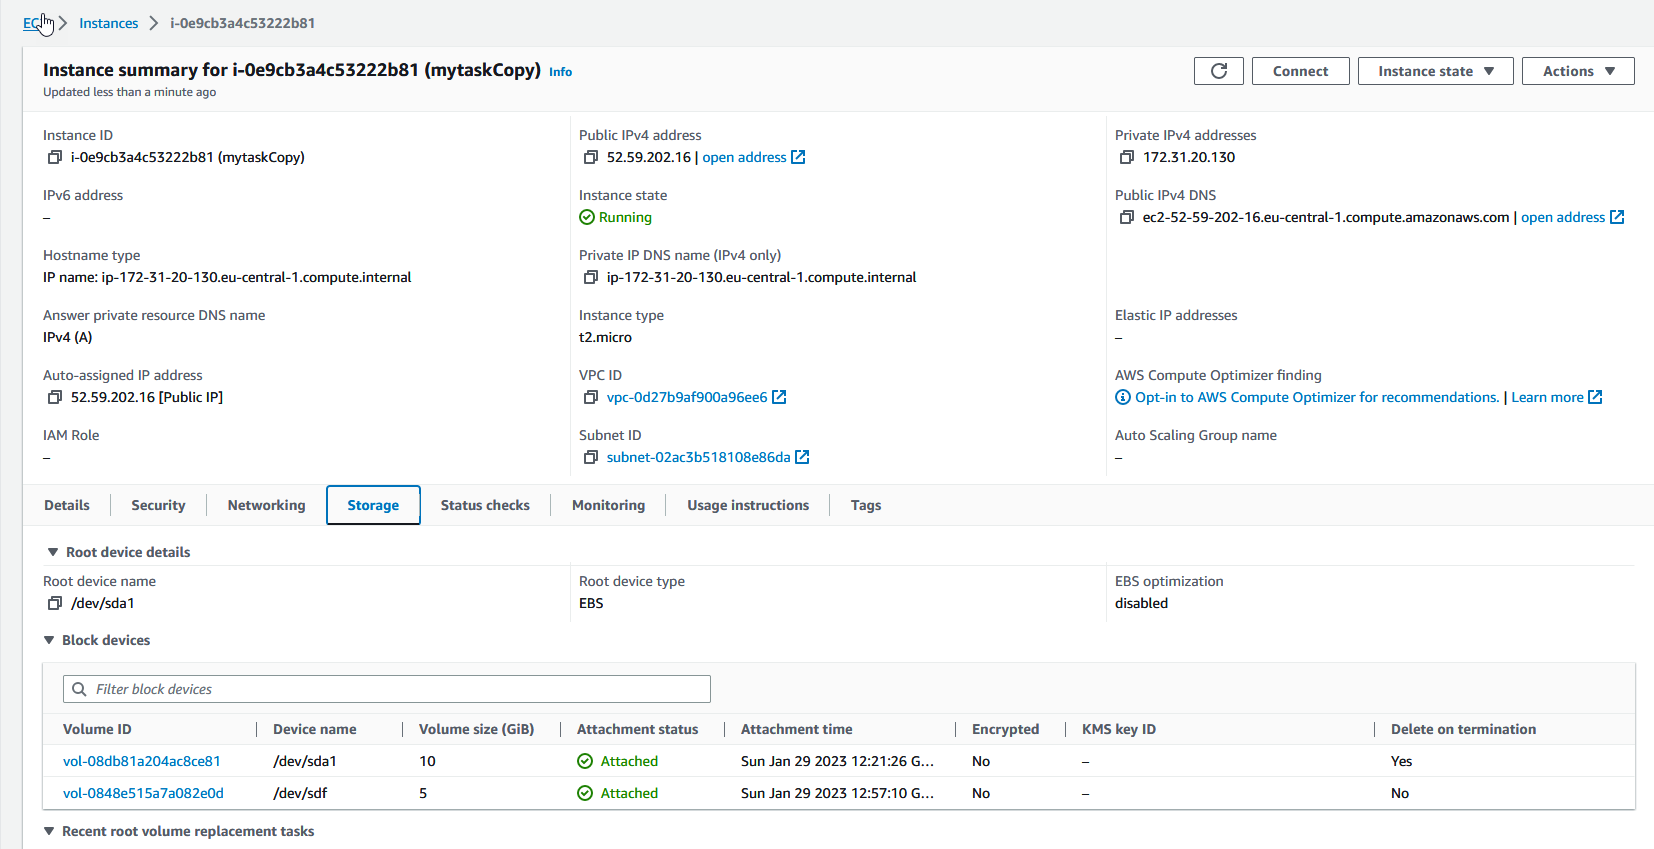 Instances
i-0e9cb3a4c53222b81
Instance summary for i-0e9cb3a4c53222b81 (mytaskCopy) Info
Updated less than a minute ago
Connect
Instance state
Actions
Instance ID
i-0e9cb3a4c53222b81 (mytaskCopy)
Public IPv4 address
52.59.202.16 | open address
Private IPv4 addresses
172.31.20.130
IPv6 address
–
Instance state
Running
Public IPv4 DNS
ec2-52-59-202-16.eu-central-1.compute.amazonaws.com | open address
Hostname type
IP name: ip-172-31-20-130.eu-central-1.compute.internal
Private IP DNS name (IPv4 only)
ip-172-31-20-130.eu-central-1.compute.internal
Answer private resource DNS name
IPv4 (A)
Instance type
t2.micro
Elastic IP addresses
–
Auto-assigned IP address
52.59.202.16 [Public IP]
VPC ID
vpc-0d27b9af900a96ee6
AWS Compute Optimizer finding
Opt-in to AWS Compute Optimizer for recommendations. | Learn more
IAM Role
–
Subnet ID
subnet-02ac3b518108e86da
Auto Scaling Group name
–
Details Security Networking Storage Status checks Monitoring Usage instructions Tags
Root device details
Root device name
/dev/sda1
Root device type
EBS
EBS optimization
disabled
Block devices
Filter block devices
Volume ID Device name Volume size (GiB) Attachment status Attachment time Encrypted KMS key ID Delete on termination
vol-08db81a204ac8ce81 /dev/sda1 10 Attached Sun Jan 29 2023 12:21:26 G... No – Yes
vol-0848e515a7a082e0d /dev/sdf 5 Attached Sun Jan 29 2023 12:57:10 G... No – No
Recent root volume replacement tasks